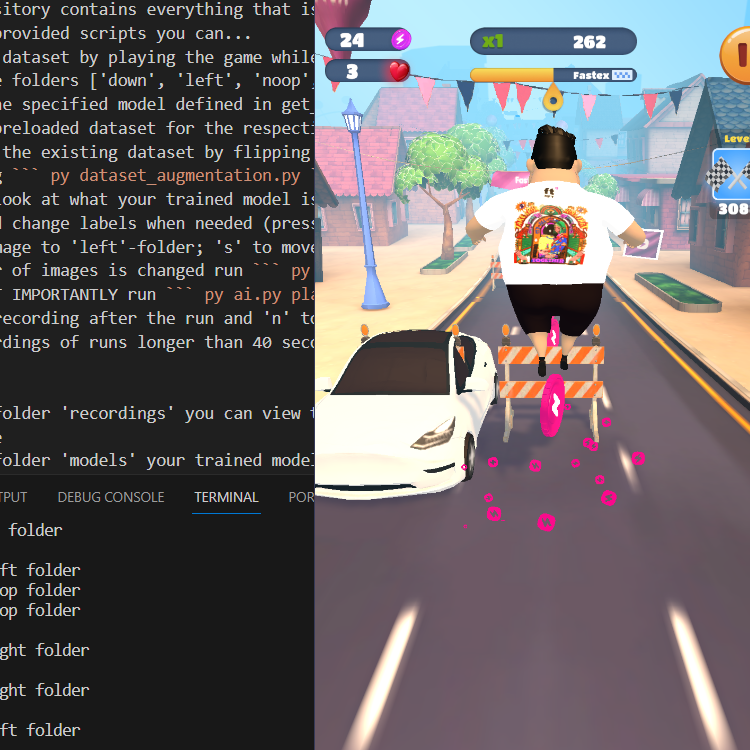 sitory contains everything that is
provided scripts you can...
dataset by playing the game while
e folders ['down', 'left', 'noop',
he specified model defined in get_
preloaded dataset for the respecti
the existing dataset by flipping
g ``` py dataset_augmentation.py `
look at what your trained model is
d change labels when needed (press
mage to 'left'-folder; 's' to move
r of images is changed run ``` py
T IMPORTANTLY run ``` py ai.py pla
recording after the run and 'n' to
rdings of runs longer than 40 seco
folder 'recordings' you can view t
e
folder 'models' your trained model
TPUT DEBUG CONSOLE TERMINAL POR
folder
ft folder
op folder
op folder
ght folder
ght folder
ft folder
24
3
x1 262
Fastex
Leve
308
ft